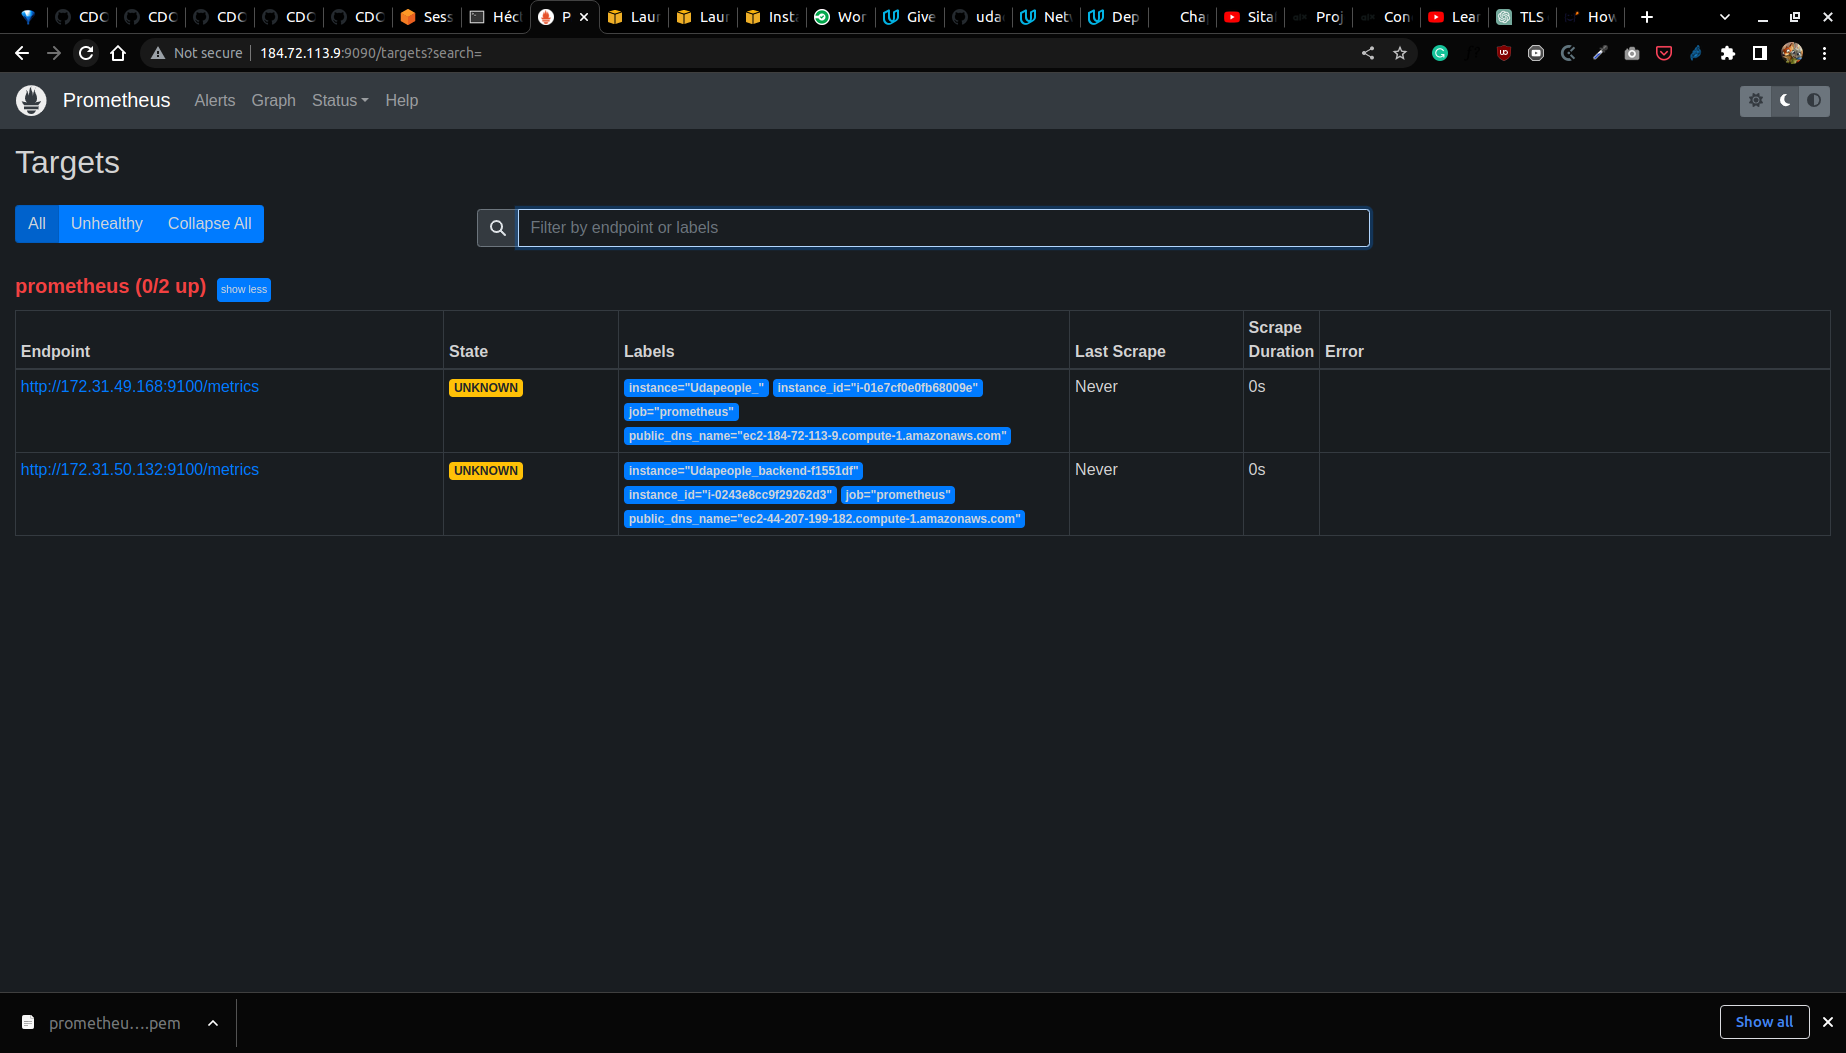 CDC CDC CDC CDC CDC Sess Héc P Laur Laur Inst Wor Give uda Net Dep Cha Sita Proj Con Lear TLS How
Not secure 184.72.113.9:9090/targets?search=
Prometheus Alerts Graph Status Help
Targets
All Unhealthy Collapse All Filter by endpoint or labels
prometheus (0/2 up) show less
Scrape
Endpoint State Labels Last Scrape Duration Error
http://172.31.49.168:9100/metrics UNKNOWN instance="Udapeople_" instance_id="i-01e7cf0e0fb68009e" Never 0s
job="prometheus"
public_dns_name="ec2-184-72-113-9.compute-1.amazonaws.com"
http://172.31.50.132:9100/metrics UNKNOWN instance="Udapeople_backend-f1551df" Never 0s
instance_id="i-0243e8cc9f29262d3" job="prometheus"
public_dns_name="ec2-44-207-199-182.compute-1.amazonaws.com"
prometheu….pem Show all